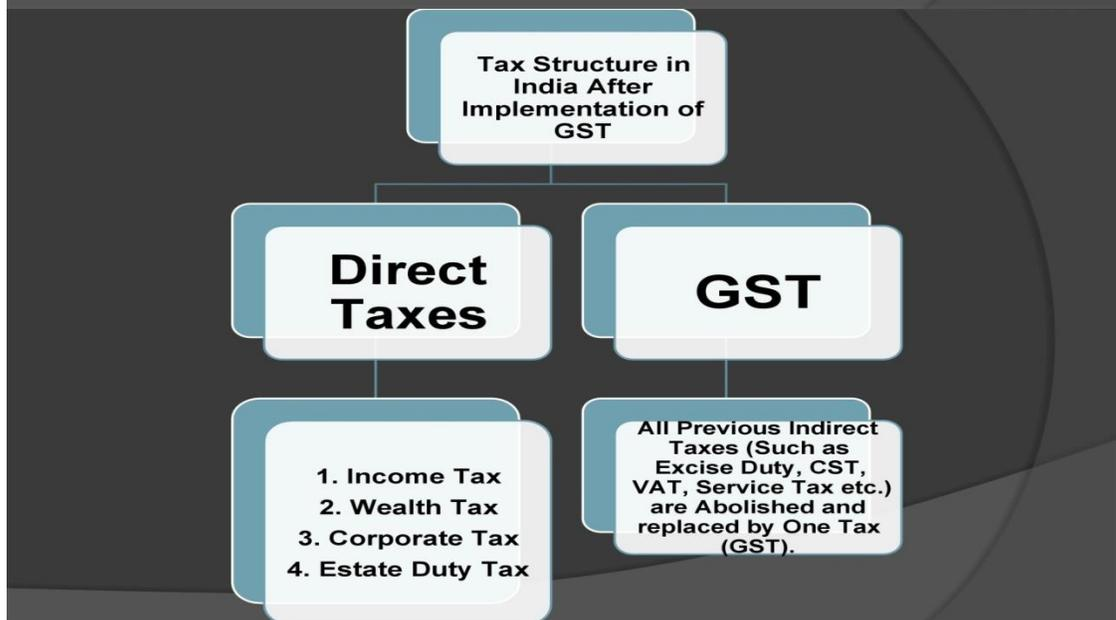 Tax Structure in
India After
Implementation of
GST
Direct
Taxes
GST
1. Income Tax
2. Wealth Tax
3. Corporate Tax
4. Estate Duty Tax
All Previous Indirect
Taxes (Such as
Excise Duty, CST,
VAT, Service Tax etc.)
are Abolished and
replaced by One Tax
(GST).